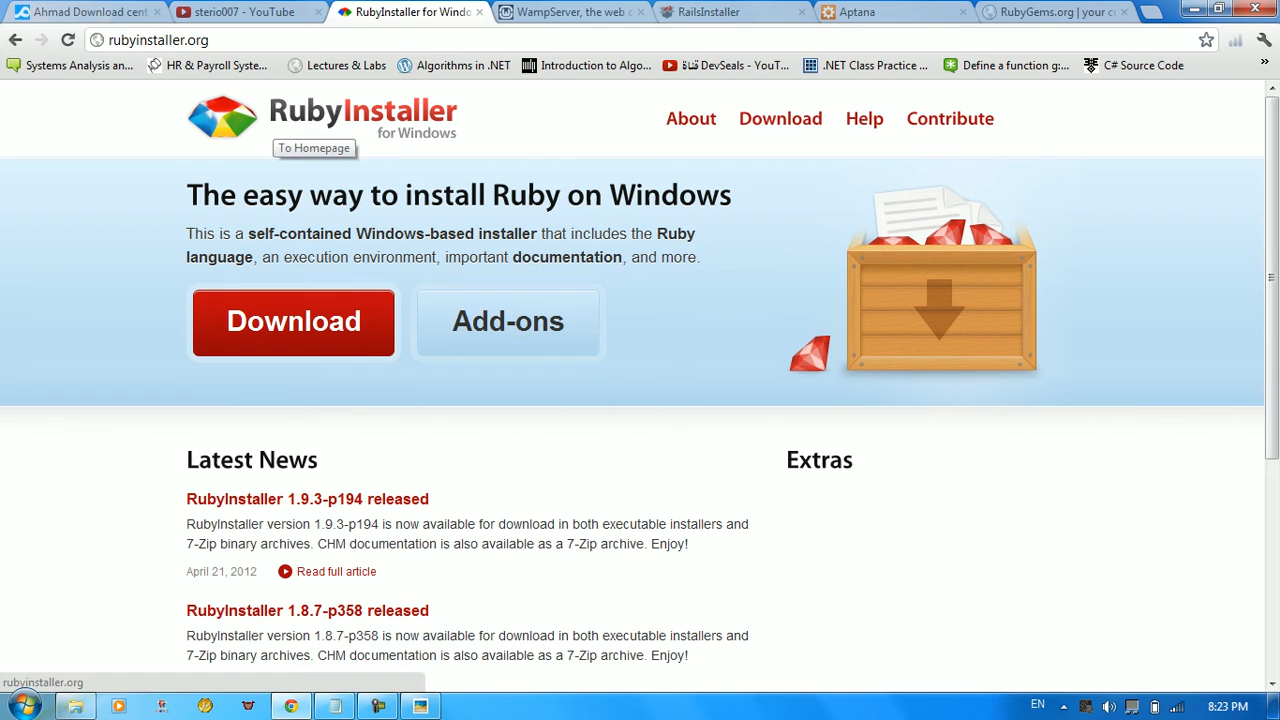 Ahmad Download cent
sterio007 - YouTube
RubyInstaller for Windo
WampServer, the web c
RailsInstaller
Aptana
RubyGems.org | your c
rubyinstaller.org
Systems Analysis an...
HR & Payroll Syste...
Lectures & Labs
Algorithms in .NET
Introduction to Algo...
قناة DevSeals - YouT...
.NET Class Practice ...
Define a function g:...
C# Source Code
RubyInstaller
for Windows
About
Download
Help
Contribute
To Homepage
The easy way to install Ruby on Windows
This is a self-contained Windows-based installer that includes the Ruby
language, an execution environment, important documentation, and more.
Download
Add-ons
Latest News
Extras
RubyInstaller 1.9.3-p194 released
RubyInstaller version 1.9.3-p194 is now available for download in both executable installers and
7-Zip binary archives. CHM documentation is also available as a 7-Zip archive. Enjoy!
April 21, 2012
Read full article
RubyInstaller 1.8.7-p358 released
RubyInstaller version 1.8.7-p358 is now available for download in both executable installers and
7-Zip binary archives. CHM documentation is also available as a 7-Zip archive. Enjoy!
rubyinstaller.org
EN
8:23 PM